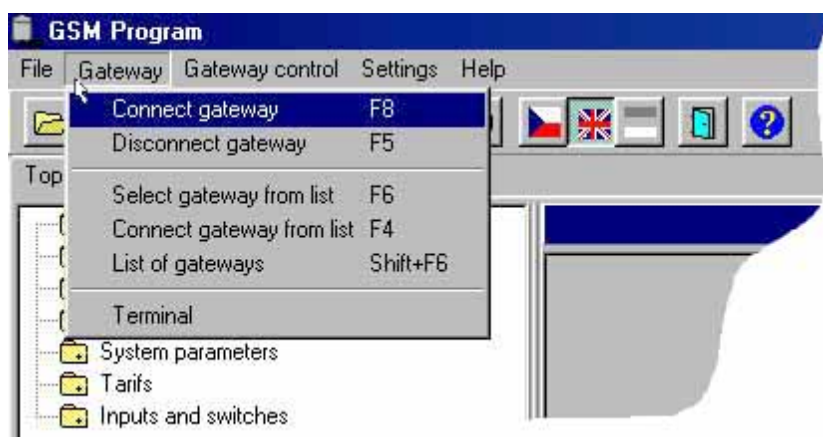 GSM Program
File Gateway Gateway control Settings Help
Connect gateway F8
Disconnect gateway F5
Top
Select gateway from list F6
Connect gateway from list F4
List of gateways Shift+F6
Terminal
System parameters
Tarifs
Inputs and switches